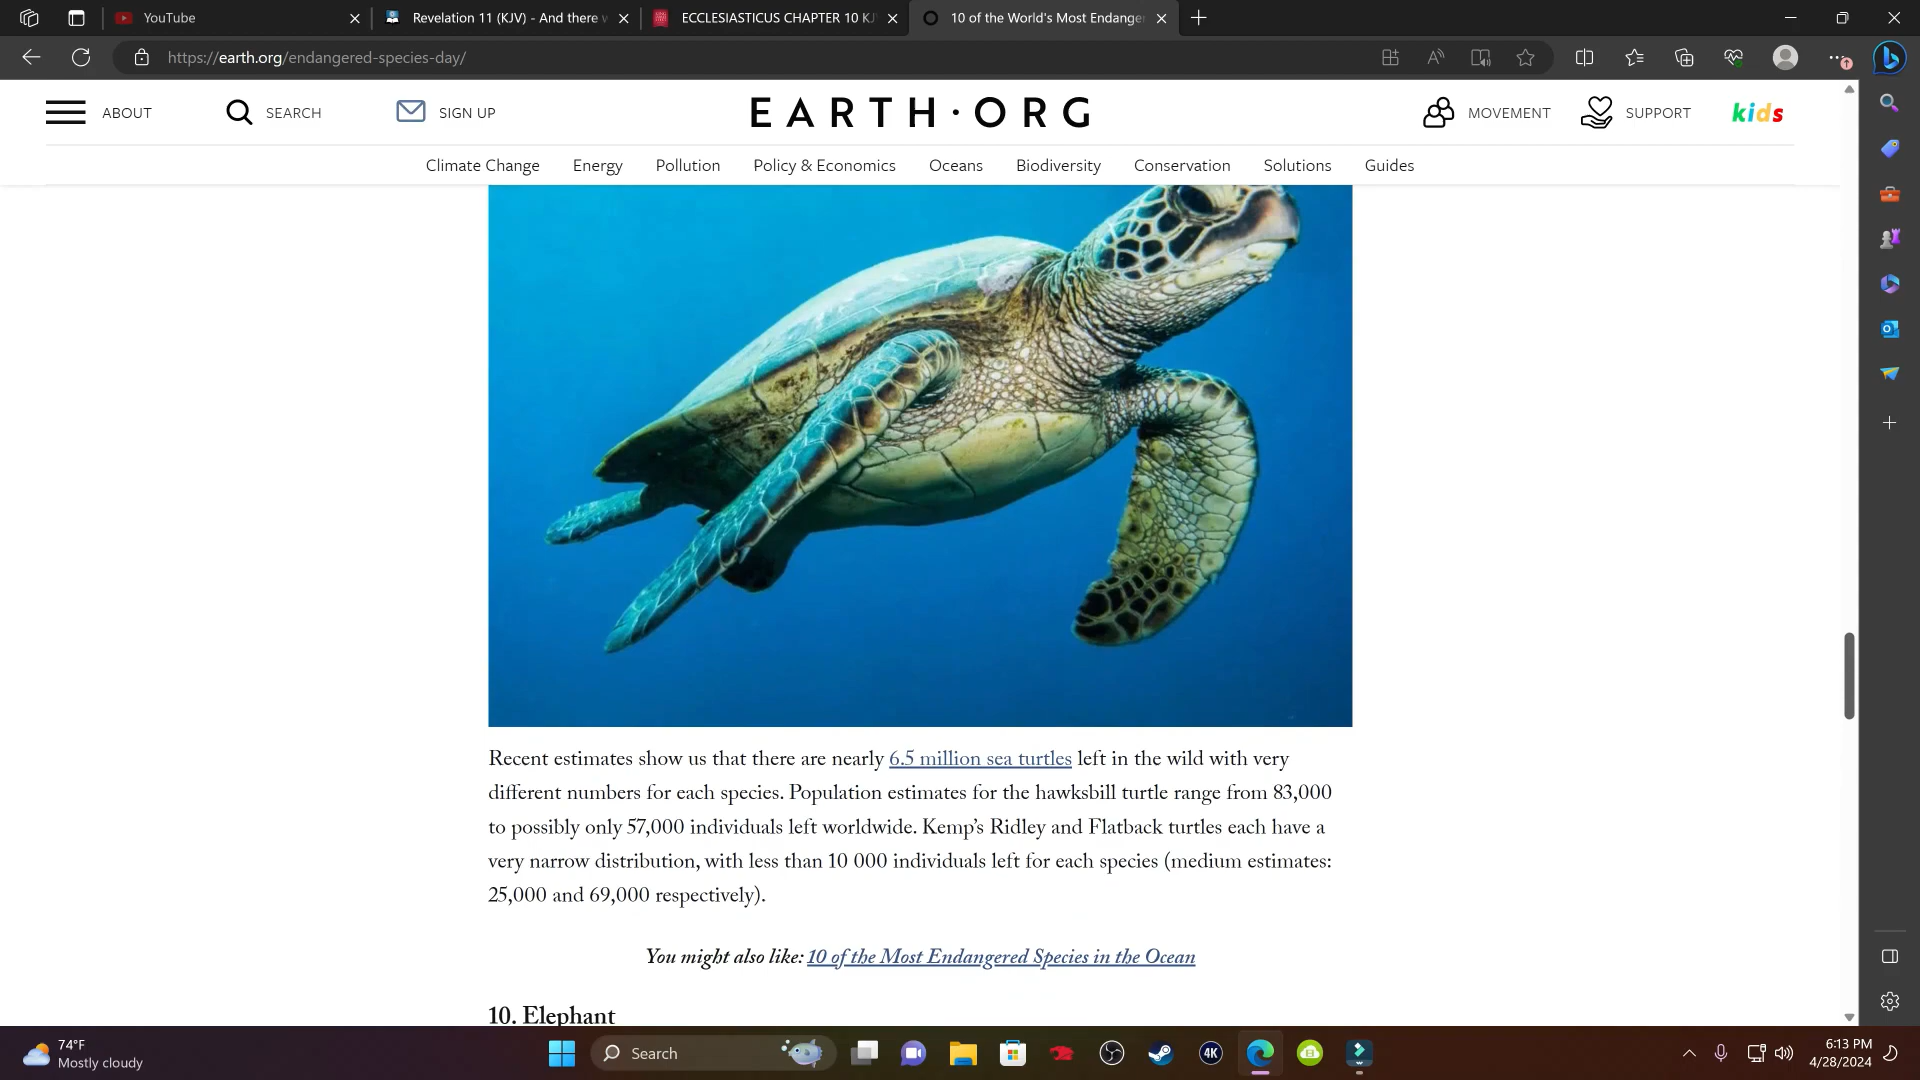 YouTube
Revelation 11 (KJV) - And there w
ECCLESIASTICUS CHAPTER 10 KJ
10 of the World's Most Endange
https://earth.org/endangered-species-day/
ABOUT
SEARCH
SIGN UP
EARTH·ORG
MOVEMENT
SUPPORT
kids
Climate Change
Energy
Pollution
Policy & Economics
Oceans
Biodiversity
Conservation
Solutions
Guides
Recent estimates show us that there are nearly 6.5 million sea turtles left in the wild with very
different numbers for each species. Population estimates for the hawksbill turtle range from 83,000
to possibly only 57,000 individuals left worldwide. Kemp's Ridley and Flatback turtles each have a
very narrow distribution, with less than 10 000 individuals left for each species (medium estimates:
25,000 and 69,000 respectively).
You might also like: 10 of the Most Endangered Species in the Ocean
10. Elephant
74°F
Mostly cloudy
Search
4K
6:13 PM
4/28/2024